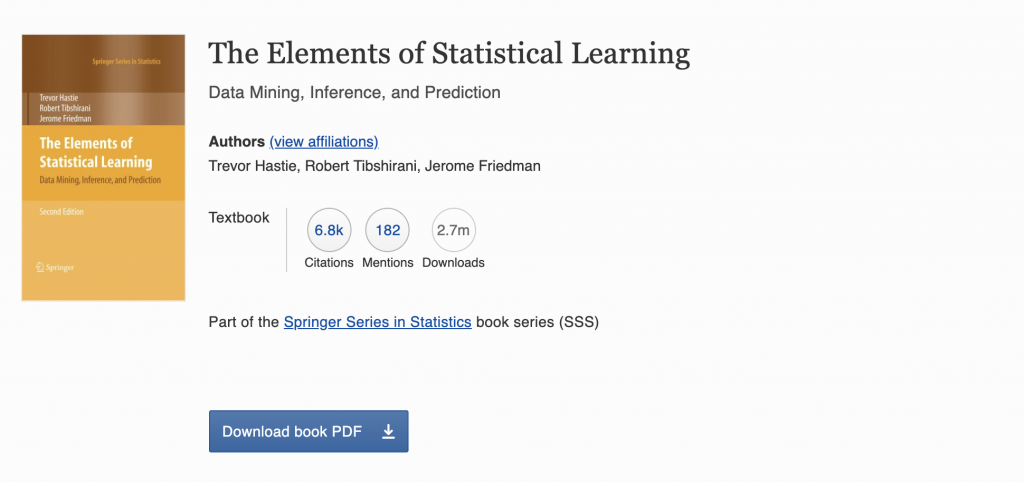 Springer Series in Statistics
Trevor Hastie
Robert Tibshirani
Jerome Friedman
The Elements of
Statistical Learning
Data Mining, Inference, and Prediction
Second Edition
Springer
The Elements of Statistical Learning
Data Mining, Inference, and Prediction
Authors (view affiliations)
Trevor Hastie, Robert Tibshirani, Jerome Friedman
Textbook
6.8k 182 2.7m
Citations Mentions Downloads
Part of the Springer Series in Statistics book series (SSS)
Download book PDF